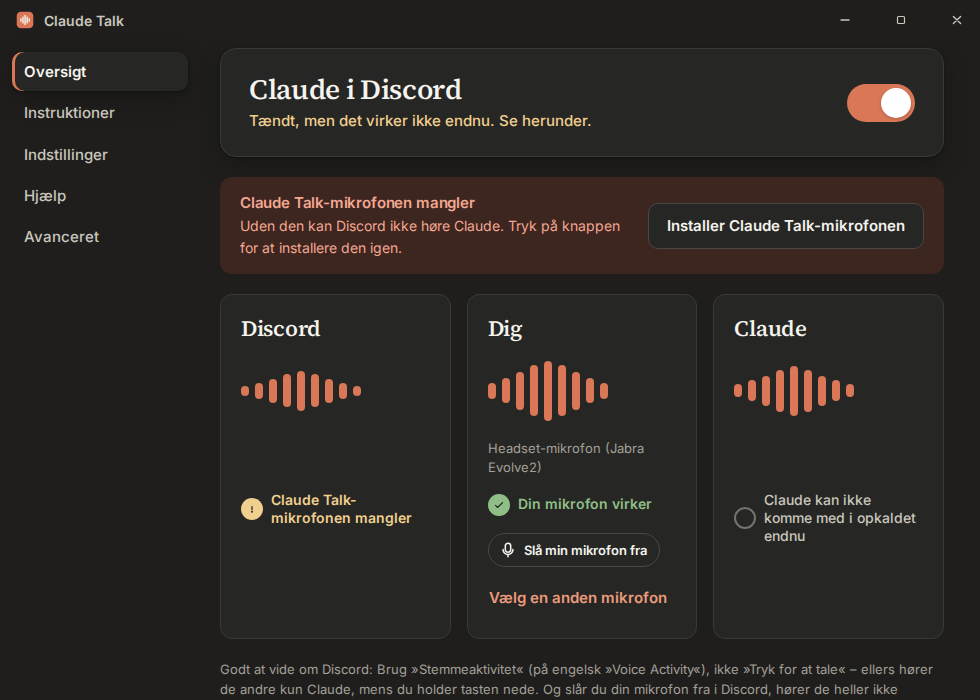 Claude Talk
Oversigt
Instruktioner
Indstillinger
Hjælp
Avanceret
Claude i Discord
Tændt, men det virker ikke endnu. Se herunder.
Claude Talk-mikrofonen mangler
Uden den kan Discord ikke høre Claude. Tryk på knappen
for at installere den igen.
Installer Claude Talk-mikrofonen
Discord
Claude Talk-
mikrofonen mangler
Dig
Headset-mikrofon (Jabra
Evolve2)
Din mikrofon virker
Slå min mikrofon fra
Vælg en anden mikrofon
Claude
Claude kan ikke
komme med i opkaldet
endnu
Godt at vide om Discord: Brug »Stemmeaktivitet« (på engelsk »Voice Activity«), ikke »Tryk for at tale« – ellers hører
de andre kun Claude, mens du holder tasten nede. Og slår du din mikrofon fra i Discord, hører de heller ikke